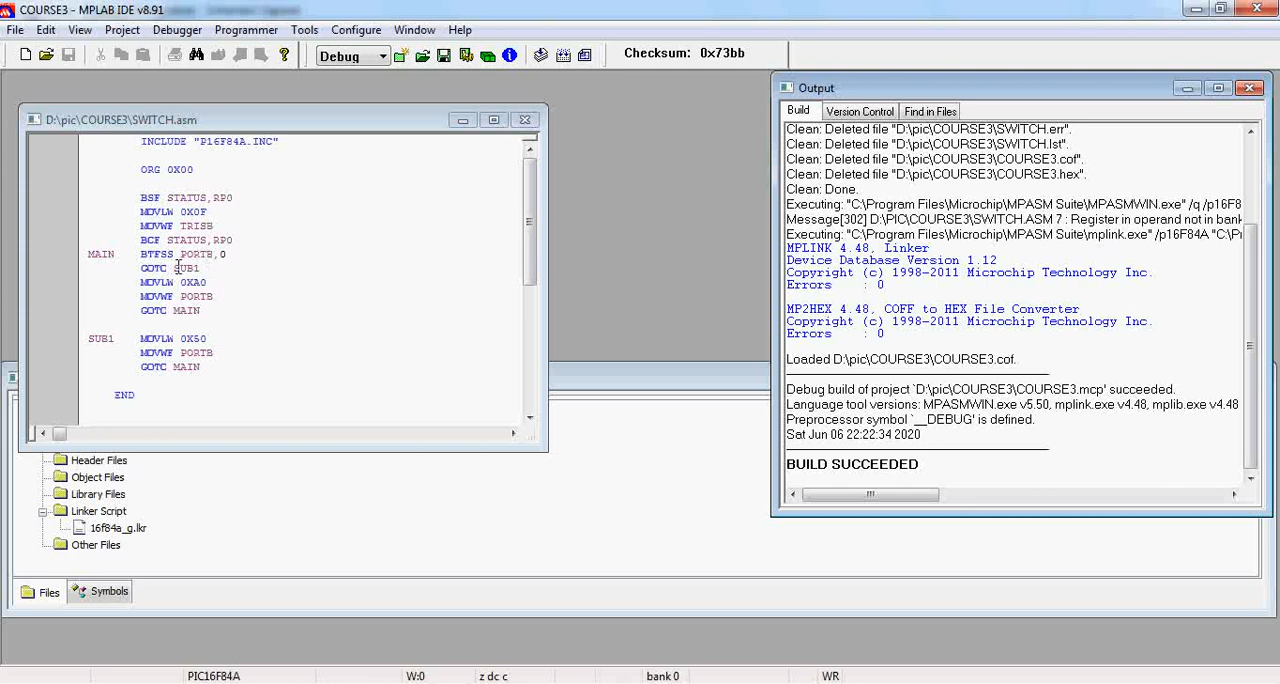 COURSE3 - MPLAB IDE v8.91
File Edit View Project Debugger Programmer Tools Configure Window Help
Debug
Checksum: 0x73bb
D:\pic\COURSE3\SWITCH.asm
INCLUDE "P16F84A.INC"
ORG 0X00
BSF STATUS,RP0
MOVLW 0X0F
MOVWF TRISB
BCF STATUS,RP0
MAIN BTFSS PORTB,0
GOTO SUB1
MOVLW 0XA0
MOVWF PORTB
GOTO MAIN
SUB1 MOVLW 0X50
MOVWF PORTB
GOTO MAIN
END
Header Files
Object Files
Library Files
Linker Script
16f84a_g.lkr
Other Files
Files Symbols
Output
Build Version Control Find in Files
Clean: Deleted file "D:\pic\COURSE3\SWITCH.err".
Clean: Deleted file "D:\pic\COURSE3\SWITCH.lst".
Clean: Deleted file "D:\pic\COURSE3\COURSE3.cof".
Clean: Deleted file "D:\pic\COURSE3\COURSE3.hex".
Clean: Done.
Executing: "C:\Program Files\Microchip\MPASM Suite\MPASMWIN.exe" /q /p16F8
Message[302] D:\PIC\COURSE3\SWITCH.ASM 7 : Register in operand not in bank
Executing: "C:\Program Files\Microchip\MPASM Suite\mplink.exe" /p16F84A "C:\Pr
MPLINK 4.48, Linker
Device Database Version 1.12
Copyright (c) 1998-2011 Microchip Technology Inc.
Errors : 0
MP2HEX 4.48, COFF to HEX File Converter
Copyright (c) 1998-2011 Microchip Technology Inc.
Errors : 0
Loaded D:\pic\COURSE3\COURSE3.cof.
Debug build of project `D:\pic\COURSE3\COURSE3.mcp' succeeded.
Language tool versions: MPASMWIN.exe v5.50, mplink.exe v4.48, mplib.exe v4.48
Preprocessor symbol `__DEBUG' is defined.
Sat Jun 06 22:22:34 2020
BUILD SUCCEEDED
PIC16F84A W:0 z dc c bank 0 WR